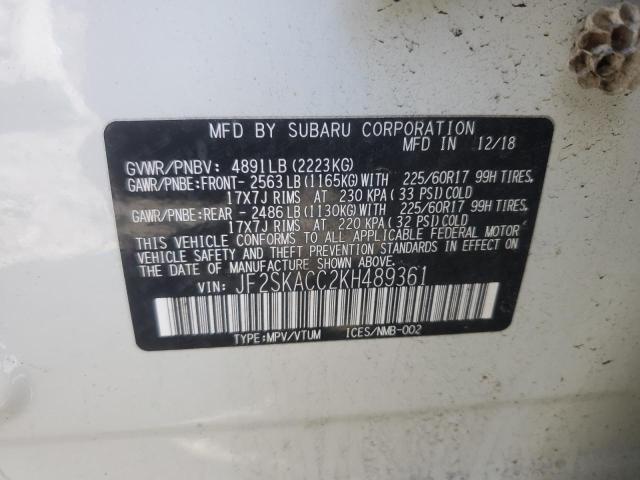 MFD BY SUBARU CORPORATION
MFD IN 12/18
GVWR/PNBV: 4891LB (2223KG)
GAWR/PNBE:FRONT- 2563LB (1165KG)WITH 225/60R17 99H TIRES,
17X7J RIMS AT 230 KPA (33 PSI)COLD
GAWR/PNBE:REAR - 2486LB (1130KG)WITH 225/60R17 99H TIRES,
17X7J RIMS AT 220 KPA (32 PSI)COLD
THIS VEHICLE CONFORMS TO ALL APPLICABLE FEDERAL MOTOR
VEHICLE SAFETY AND THEFT PREVENTION STANDARDS IN EFFECT ON
THE DATE OF MANUFACTURE SHOWN ABOVE.
VIN: JF2SKACC2KH489361
TYPE:MPV/VTUM ICES/NMB-002